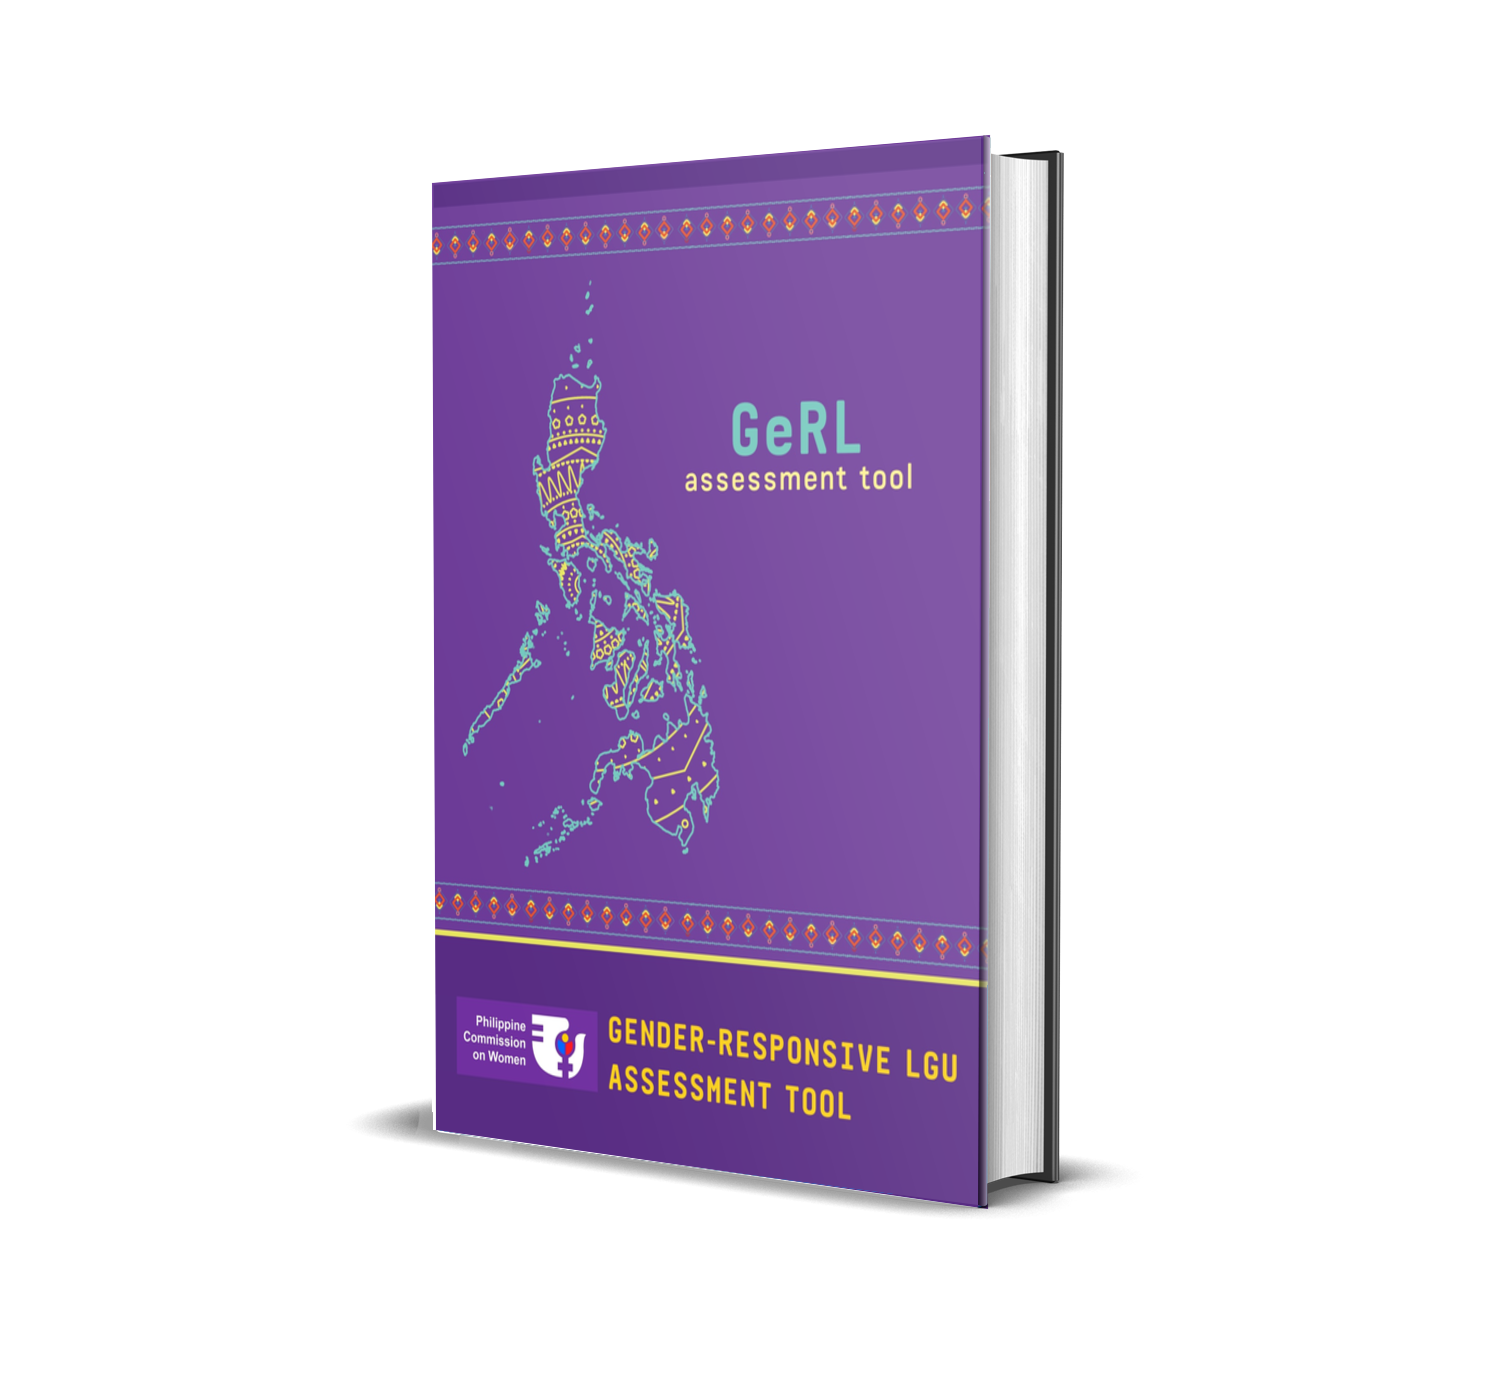 GeRL
assessment tool
Philippine
Commission
on Women
GENDER-RESPONSIVE LGU
ASSESSMENT TOOL